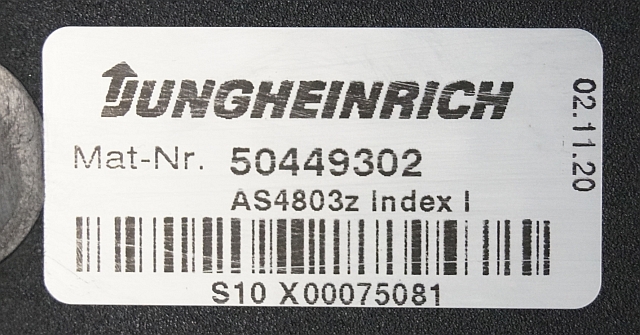 JUNGHEINRICH
Mat-Nr. 50449302
AS4803z Index I
S10 X00075081
02.11.20